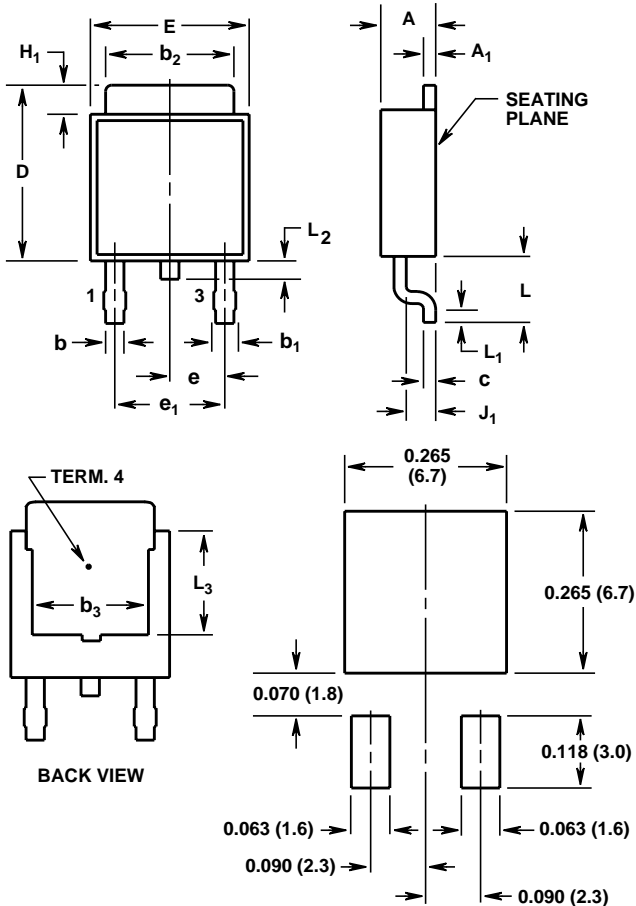 E
b2
H1
D
L2
1
3
b
b1
e
e1
A
A1
SEATING
PLANE
L
L1
c
J1
TERM. 4
L3
b3
BACK VIEW
0.265
(6.7)
0.265 (6.7)
0.070 (1.8)
0.118 (3.0)
0.063 (1.6)
0.063 (1.6)
0.090 (2.3)
0.090 (2.3)